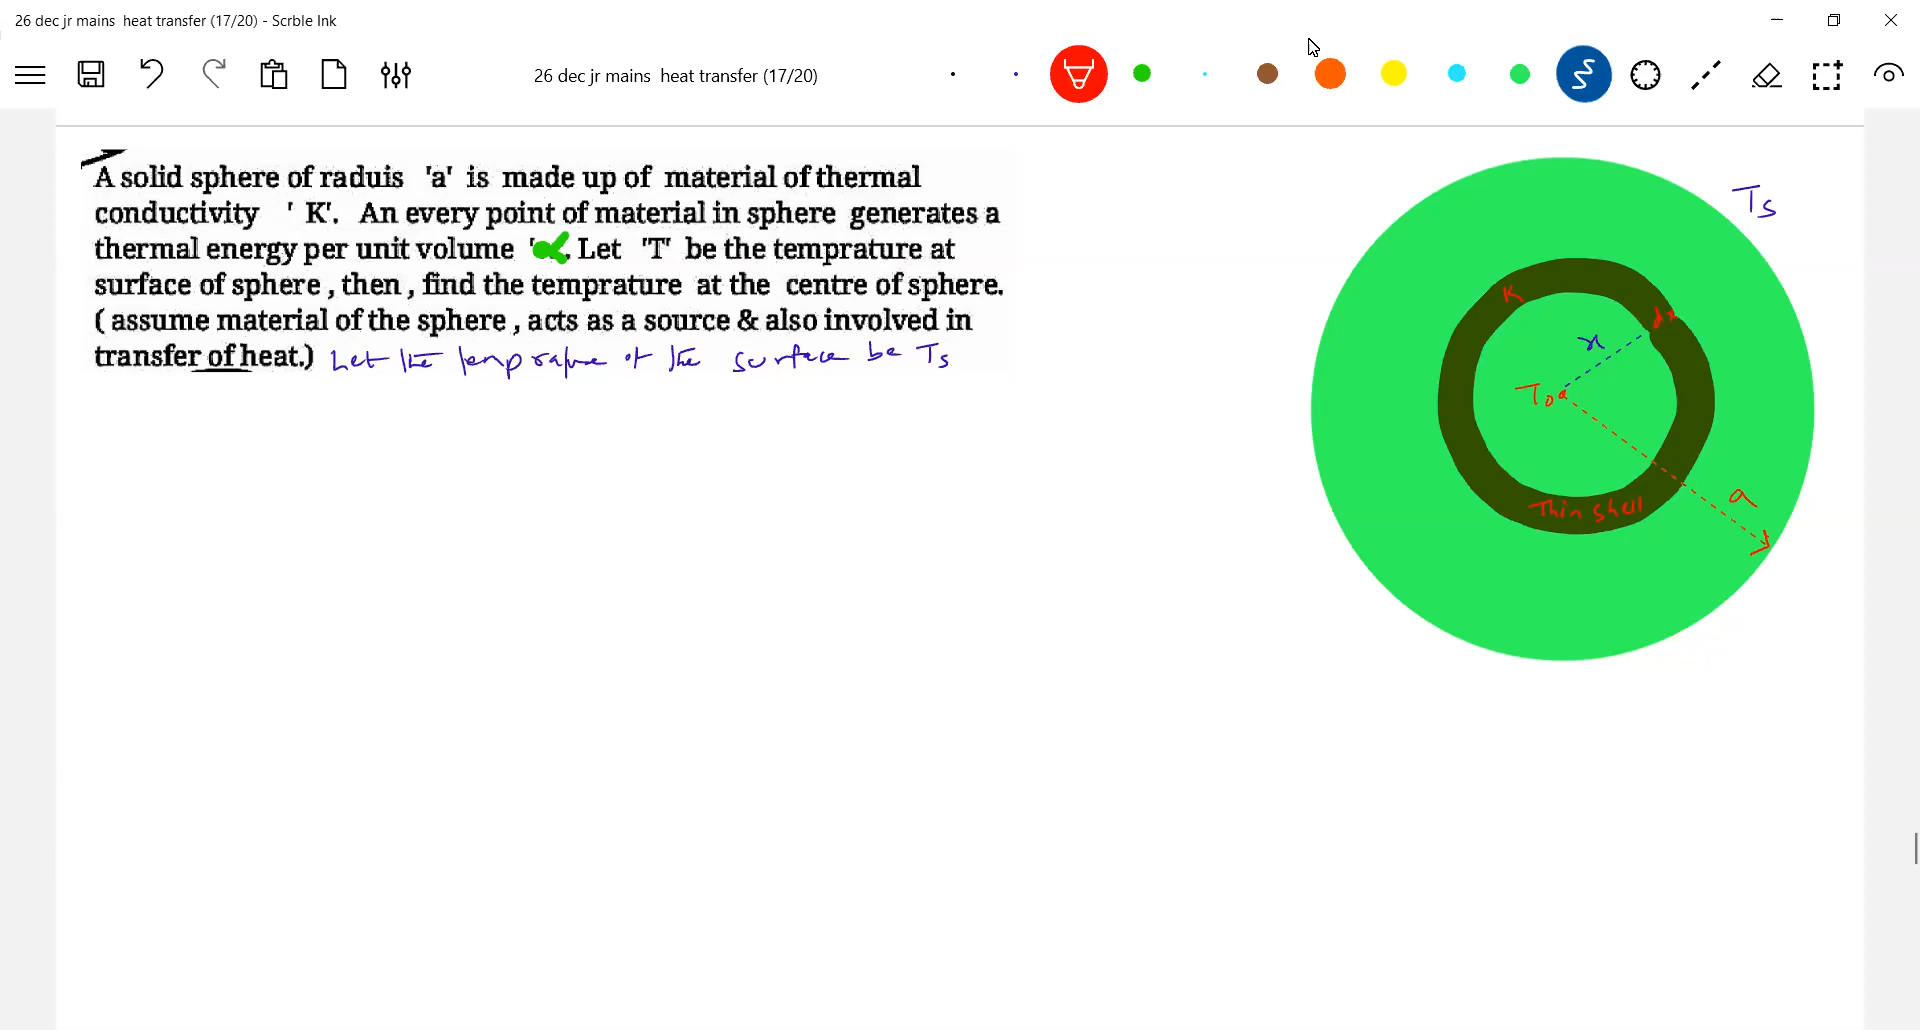 26 dec jr mains heat transfer (17/20) - Scrble Ink
26 dec jr mains heat transfer (17/20)
A solid sphere of raduis 'a' is made up of material of thermal
conductivity ' K'. An every point of material in sphere generates a
thermal energy per unit volume 'α. Let 'T' be the temprature at
surface of sphere, then, find the temprature at the centre of sphere.
( assume material of the sphere, acts as a source & also involved in
transfer of heat.) Let the temprature of the surface be Ts
Ts
K
dx
x
To
a
Thin shell